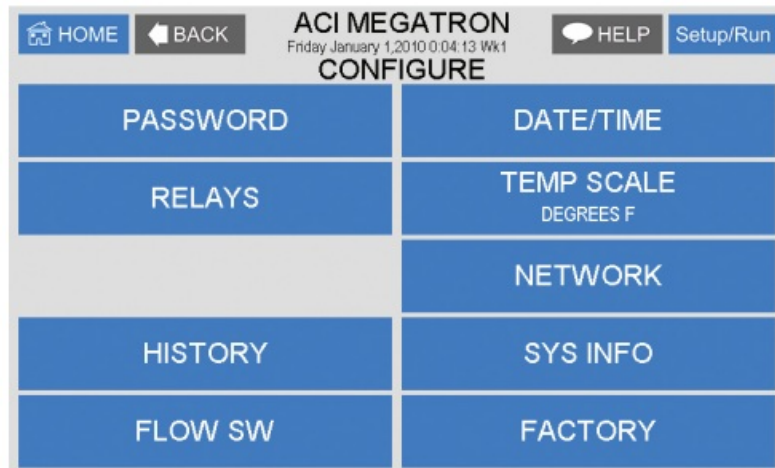 HOME
BACK
ACI MEGATRON
Friday January 1,2010 0:04:13 Wk1
CONFIGURE
HELP
Setup/Run
PASSWORD
DATE/TIME
RELAYS
TEMP SCALE
DEGREES F
NETWORK
HISTORY
SYS INFO
FLOW SW
FACTORY